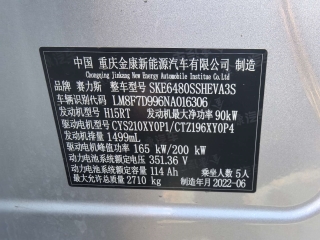 中国 重庆金康新能源汽车有限公司 制造
Chongqing Jinkang New Energy Automobile Institue Co.,LTD
品牌 赛力斯 整车型号 SKE6480SSHEVA3S
车辆识别代号 LM8F7D996NA016306
发动机型号 H15RT 发动机最大净功率 90kW
驱动电机型号 CYS210XY0P1/CTZ196XY0P4
发动机排量 1499mL
驱动电机峰值功率 165 kW/200 kW
动力电池系统额定电压 351.36 V
动力电池系统额定容量 114 Ah 乘坐人数 5人
最大允许总质量 2710 kg 制造年月 2022-06